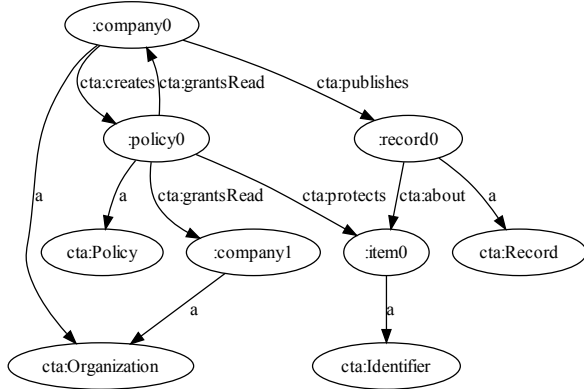 :company0
cta:creates
cta:grantsRead
cta:publishes
:policy0
:record0
a
a
cta:grantsRead
cta:protects
cta:about
a
cta:Policy
:company1
:item0
cta:Record
a
a
cta:Organization
cta:Identifier